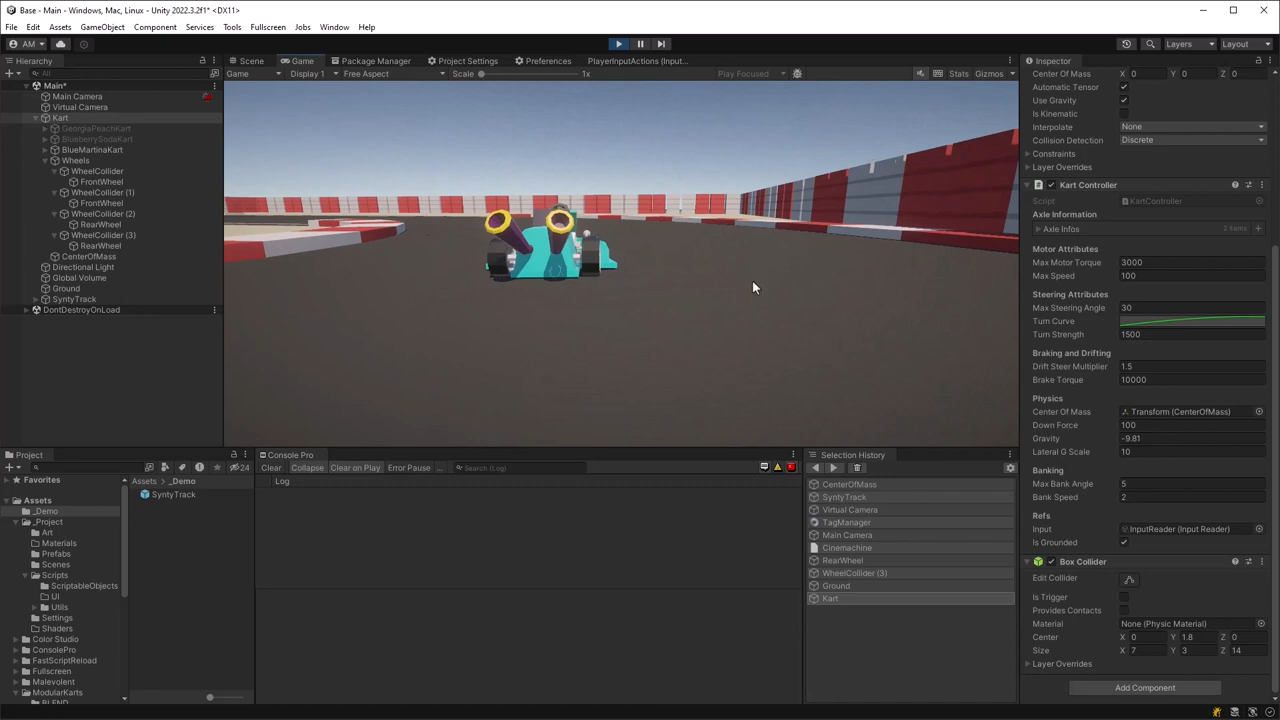 Base - Main - Windows, Mac, Linux - Unity 2022.3.2f1* <DX11>
File Edit Assets GameObject Component Services Tools Fullscreen Jobs Window Help
AM Layers Layout
Hierarchy Scene Game Package Manager Project Settings Preferences PlayerInputActions (Input... Inspector
All Game Display 1 Free Aspect Scale 1x Play Focused Stats Gizmos
Main*
Main Camera
Virtual Camera
Kart
GeorgiaPeachKart
BlueberrySodaKart
BlueMartinaKart
Wheels
WheelCollider
FrontWheel
WheelCollider (1)
FrontWheel
WheelCollider (2)
RearWheel
WheelCollider (3)
RearWheel
CenterOfMass
Directional Light
Global Volume
Ground
SyntyTrack
DontDestroyOnLoad
Center Of Mass X 0 Y 0 Z 0
Automatic Tensor
Use Gravity
Is Kinematic
Interpolate None
Collision Detection Discrete
Constraints
Layer Overrides
Kart Controller
Script KartController
Axle Information
Axle Infos 2 items
Motor Attributes
Max Motor Torque 3000
Max Speed 100
Steering Attributes
Max Steering Angle 30
Turn Curve
Turn Strength 1500
Braking and Drifting
Drift Steer Multiplier 1.5
Brake Torque 10000
Physics
Center Of Mass Transform (CenterOfMass)
Down Force 100
Gravity -9.81
Lateral G Scale 10
Banking
Max Bank Angle 5
Bank Speed 2
Refs
Input InputReader (Input Reader)
Is Grounded
Box Collider
Edit Collider
Is Trigger
Provides Contacts
Material None (Physic Material)
Center X 0 Y 1.8 Z 0
Size X 7 Y 3 Z 14
Layer Overrides
Add Component
Project
24
Favorites
Assets
_Demo
_Project
Art
Materials
Prefabs
Scenes
Scripts
ScriptableObjects
UI
Utils
Settings
Shaders
Color Studio
ConsolePro
FastScriptReload
Fullscreen
Malevolent
ModularKarts
BLEND
Assets _Demo
SyntyTrack
Console Pro
Clear Collapse Clear on Play Error Pause ... Search (Log)
Log
Selection History
CenterOfMass
SyntyTrack
Virtual Camera
TagManager
Main Camera
Cinemachine
RearWheel
WheelCollider (3)
Ground
Kart